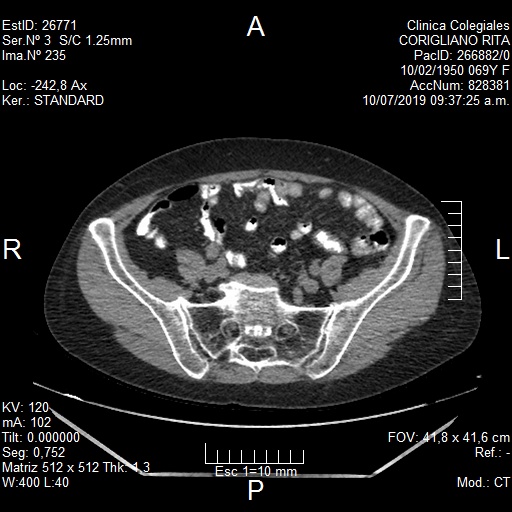 EstID: 26771
Ser.Nº 3 S/C 1.25mm
Ima.Nº 235
Loc: -242,8 Ax
Ker.: STANDARD
A
Clinica Colegiales
CORIGLIANO RITA
PacID: 266882/0
10/02/1950 069Y F
AccNum: 828381
10/07/2019 09:37:25 a.m.
R
L
KV: 120
mA: 102
Tilt: 0.000000
Seg: 0,752
Matriz 512 x 512 Thk: 1.3
W:400 L:40
Esc 1=10 mm
P
FOV: 41,8 x 41,6 cm
Ref.: -
Mod.: CT